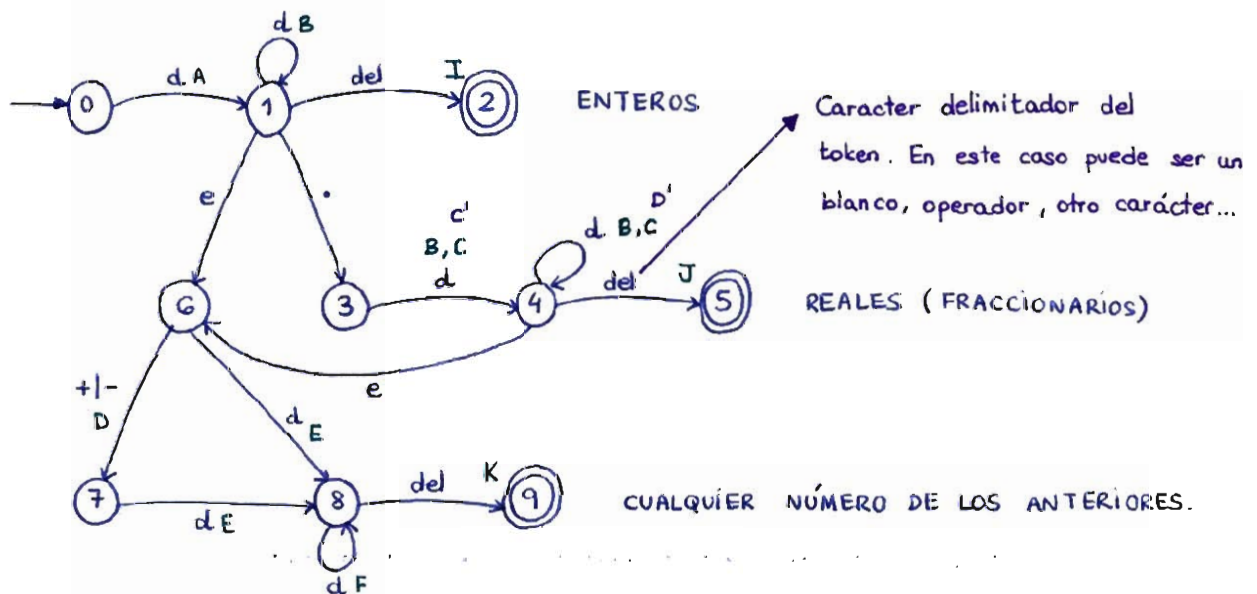 d B
d. A
del
I
0
1
2
ENTEROS
Caracter delimitador del
token. En este caso puede ser un
blanco, operador, otro carácter...
e
.
C'
B, C
d
D'
d. B, C
del
J
6
3
4
5
REALES (FRACCIONARIOS)
e
+|-
D
d E
del
K
7
8
9
CUALQUIER NÚMERO DE LOS ANTERIORES.
d E
d F